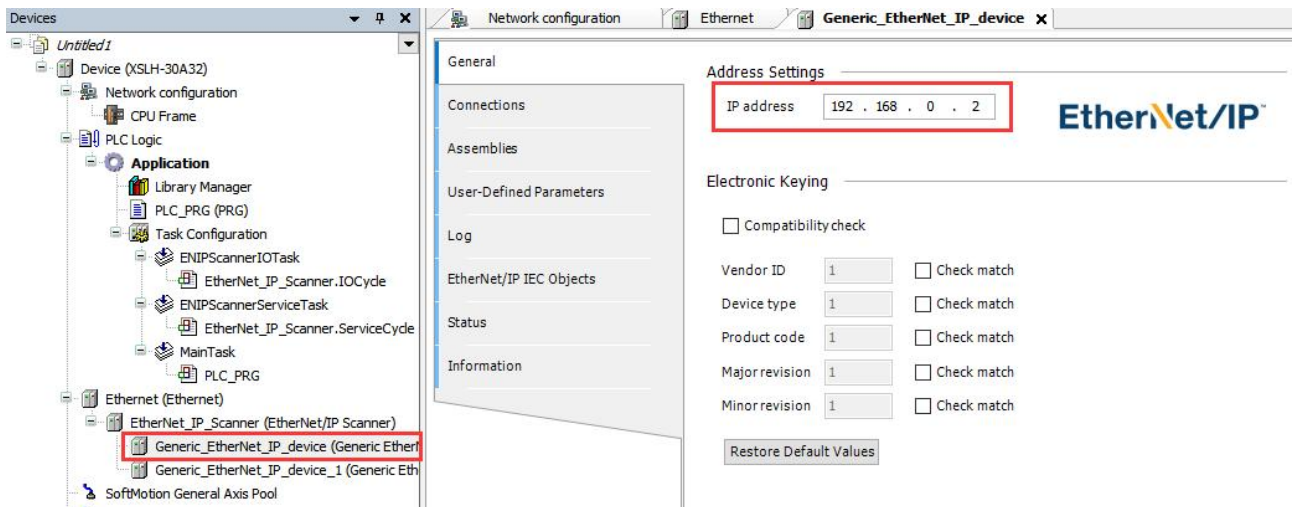 Devices
Untitled1
Device (XSLH-30A32)
Network configuration
CPU Frame
PLC Logic
Application
Library Manager
PLC_PRG (PRG)
Task Configuration
ENIPScannerIOTask
EtherNet_IP_Scanner.IOCycle
ENIPScannerServiceTask
EtherNet_IP_Scanner.ServiceCycle
MainTask
PLC_PRG
Ethernet (Ethernet)
EtherNet_IP_Scanner (EtherNet/IP Scanner)
Generic_EtherNet_IP_device (Generic Ether
Generic_EtherNet_IP_device_1 (Generic Eth
SoftMotion General Axis Pool
Network configuration
Ethernet
Generic_EtherNet_IP_device
General
Connections
Assemblies
User-Defined Parameters
Log
EtherNet/IP IEC Objects
Status
Information
Address Settings
IP address 192 . 168 . 0 . 2
EtherNet/IP™
Electronic Keying
Compatibility check
Vendor ID 1 Check match
Device type 1 Check match
Product code 1 Check match
Major revision 1 Check match
Minor revision 1 Check match
Restore Default Values